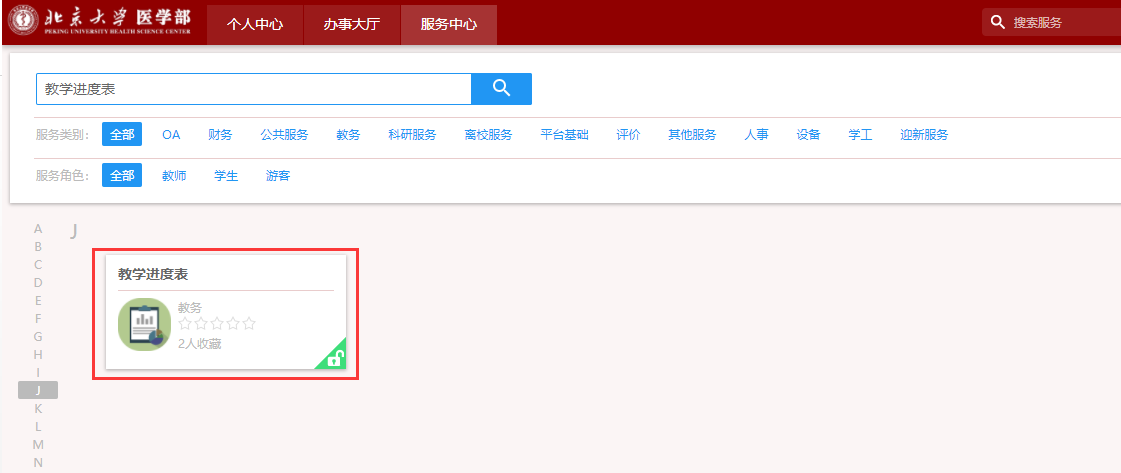 北京大学医学部
PEKING UNIVERSITY HEALTH SCIENCE CENTER
个人中心 办事大厅 服务中心 搜索服务
教学进度表
服务类别: 全部 OA 财务 公共服务 教务 科研服务 离校服务 平台基础 评价 其他服务 人事 设备 学工 迎新服务
服务角色: 全部 教师 学生 游客
A
B
C
D
E
F
G
H
I
J
K
L
M
N
J
教学进度表
教务
2人收藏